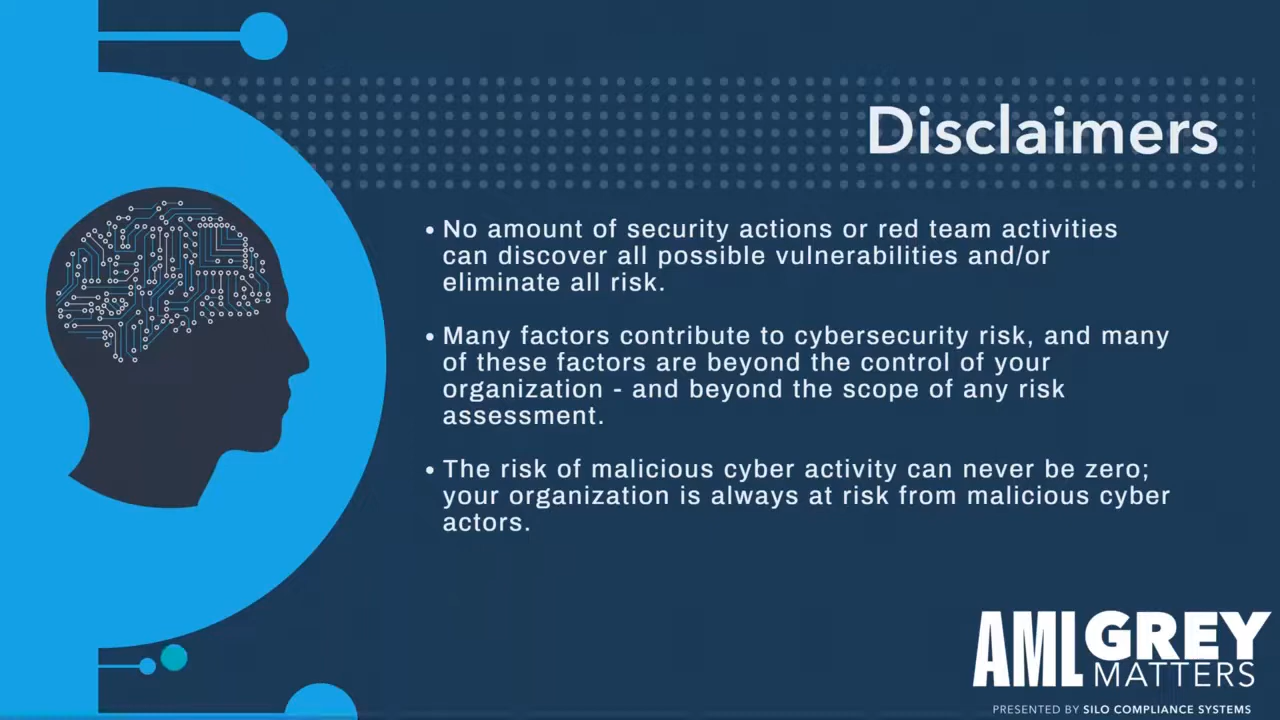 Disclaimers
• No amount of security actions or red team activities
can discover all possible vulnerabilities and/or
eliminate all risk.
• Many factors contribute to cybersecurity risk, and many
of these factors are beyond the control of your
organization - and beyond the scope of any risk
assessment.
• The risk of malicious cyber activity can never be zero;
your organization is always at risk from malicious cyber
actors.
AML GREY
MATTERS
PRESENTED BY SILO COMPLIANCE SYSTEMS